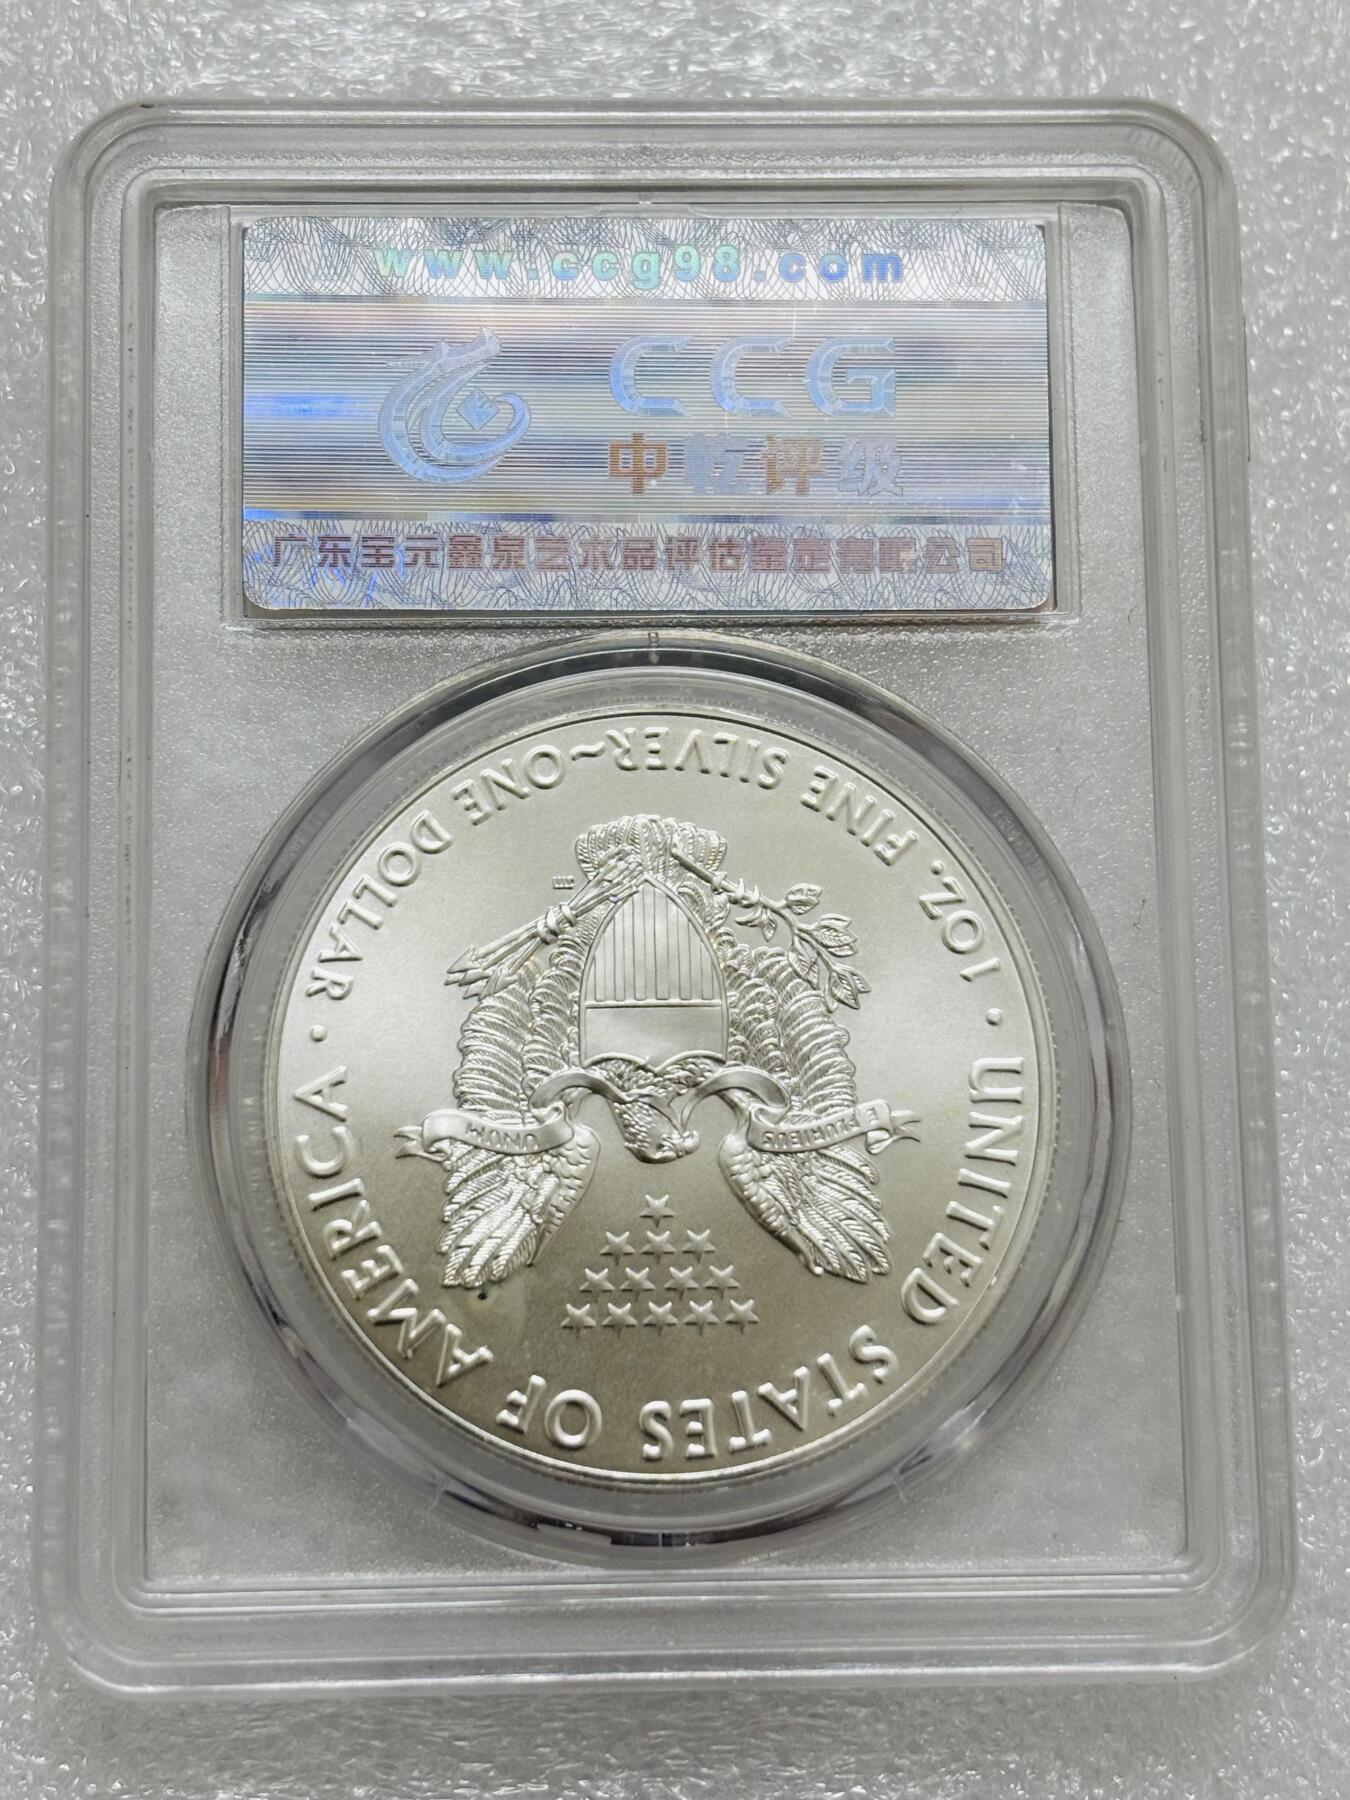 www.ccg98.com
CCG
中乾评级
广东宝元鑫泉艺术品评估鉴定有限公司
1 OZ. FINE SILVER~ONE DOLLAR
E PLURIBUS UNUM
UNITED STATES OF AMERICA